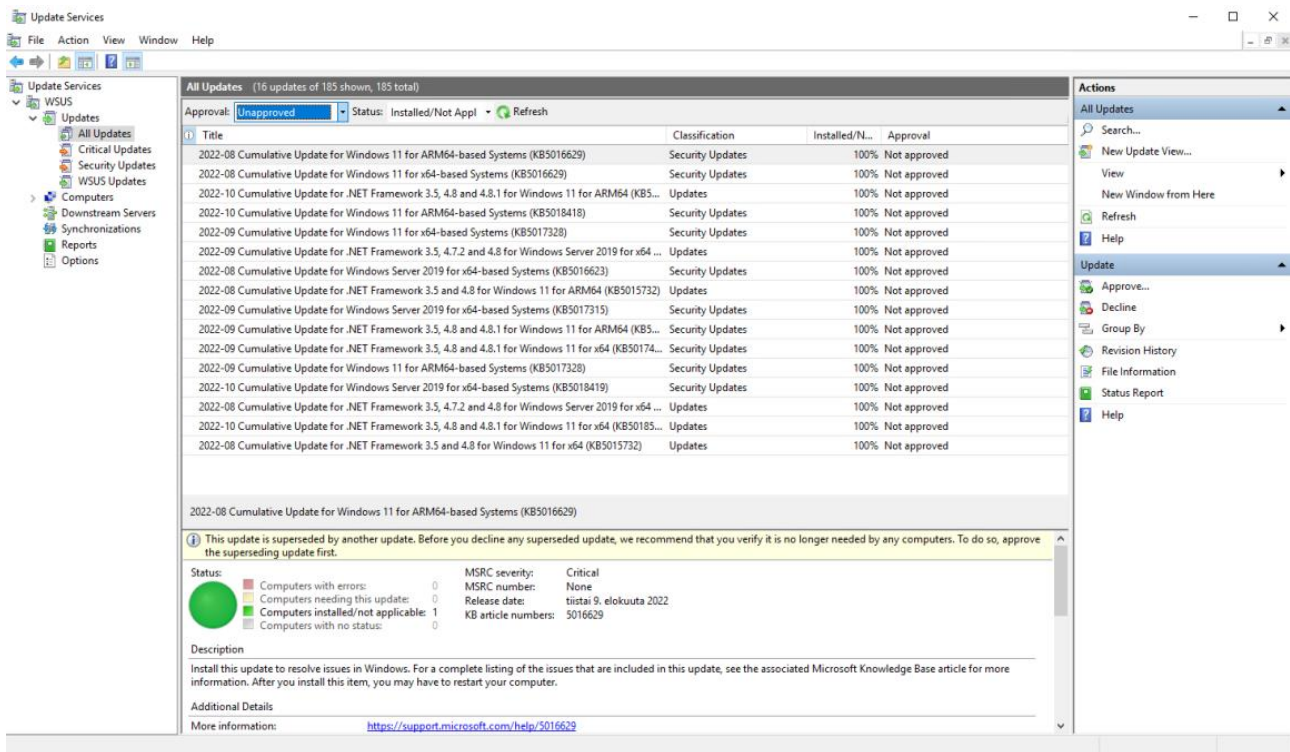 Update Services
File Action View Window Help
Update Services
WSUS
Updates
All Updates
Critical Updates
Security Updates
WSUS Updates
Computers
Downstream Servers
Synchronizations
Reports
Options
All Updates (16 updates of 185 shown, 185 total)
Approval: Unapproved Status: Installed/Not Appl Refresh
Title Classification Installed/N... Approval
2022-08 Cumulative Update for Windows 11 for ARM64-based Systems (KB5016629) Security Updates 100% Not approved
2022-08 Cumulative Update for Windows 11 for x64-based Systems (KB5016629) Security Updates 100% Not approved
2022-10 Cumulative Update for .NET Framework 3.5, 4.8 and 4.8.1 for Windows 11 for ARM64 (KB5... Updates 100% Not approved
2022-10 Cumulative Update for Windows 11 for ARM64-based Systems (KB5018418) Security Updates 100% Not approved
2022-09 Cumulative Update for Windows 11 for x64-based Systems (KB5017328) Security Updates 100% Not approved
2022-09 Cumulative Update for .NET Framework 3.5, 4.7.2 and 4.8 for Windows Server 2019 for x64 ... Updates 100% Not approved
2022-08 Cumulative Update for Windows Server 2019 for x64-based Systems (KB5016623) Security Updates 100% Not approved
2022-08 Cumulative Update for .NET Framework 3.5 and 4.8 for Windows 11 for ARM64 (KB5015732) Updates 100% Not approved
2022-09 Cumulative Update for Windows Server 2019 for x64-based Systems (KB5017315) Security Updates 100% Not approved
2022-09 Cumulative Update for .NET Framework 3.5, 4.8 and 4.8.1 for Windows 11 for ARM64 (KB5... Security Updates 100% Not approved
2022-09 Cumulative Update for .NET Framework 3.5, 4.8 and 4.8.1 for Windows 11 for x64 (KB50174... Security Updates 100% Not approved
2022-09 Cumulative Update for Windows 11 for ARM64-based Systems (KB5017328) Security Updates 100% Not approved
2022-10 Cumulative Update for Windows Server 2019 for x64-based Systems (KB5018419) Security Updates 100% Not approved
2022-08 Cumulative Update for .NET Framework 3.5, 4.7.2 and 4.8 for Windows Server 2019 for x64 ... Updates 100% Not approved
2022-10 Cumulative Update for .NET Framework 3.5, 4.8 and 4.8.1 for Windows 11 for x64 (KB50185... Updates 100% Not approved
2022-08 Cumulative Update for .NET Framework 3.5 and 4.8 for Windows 11 for x64 (KB5015732) Updates 100% Not approved
2022-08 Cumulative Update for Windows 11 for ARM64-based Systems (KB5016629)
This update is superseded by another update. Before you decline any superseded update, we recommend that you verify it is no longer needed by any computers. To do so, approve
the superseding update first.
Status:
Computers with errors: 0
Computers needing this update: 0
Computers installed/not applicable: 1
Computers with no status: 0
MSRC severity: Critical
MSRC number: None
Release date: tiistai 9. elokuuta 2022
KB article numbers: 5016629
Description
Install this update to resolve issues in Windows. For a complete listing of the issues that are included in this update, see the associated Microsoft Knowledge Base article for more
information. After you install this item, you may have to restart your computer.
Additional Details
More information: https://support.microsoft.com/help/5016629
Actions
All Updates
Search...
New Update View...
View
New Window from Here
Refresh
Help
Update
Approve...
Decline
Group By
Revision History
File Information
Status Report
Help